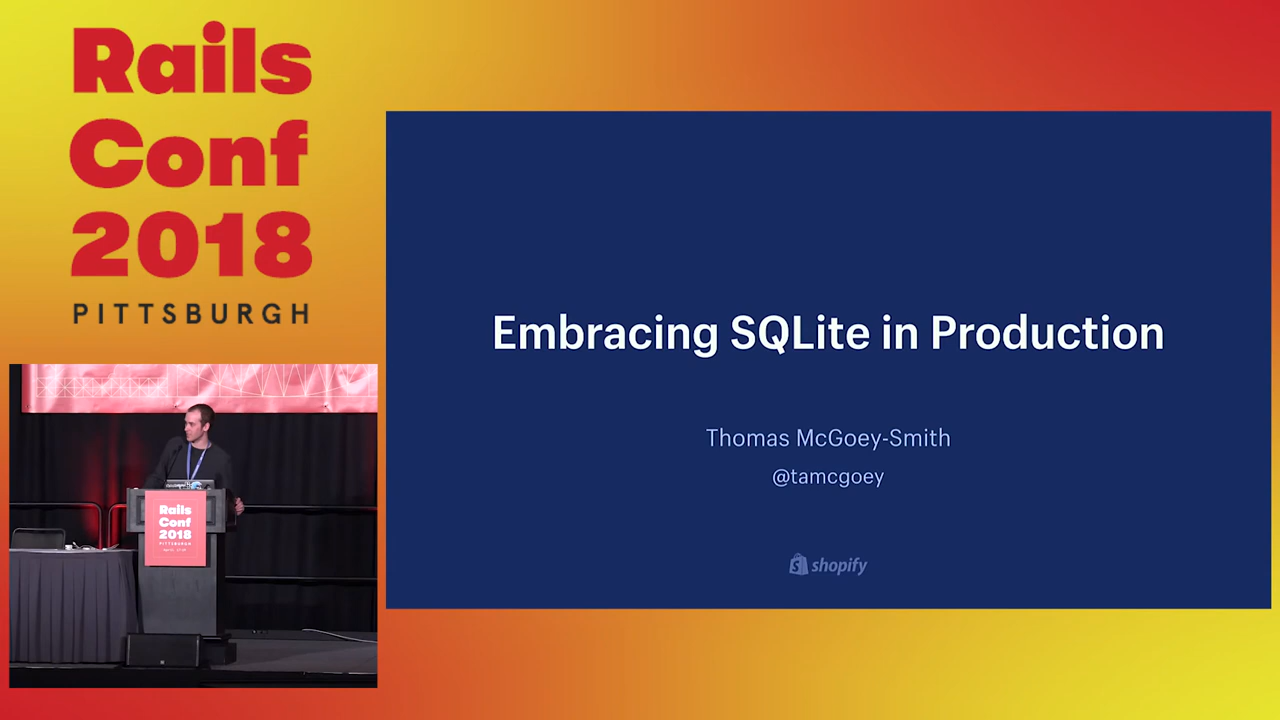 Rails
Conf
2018
PITTSBURGH
Embracing SQLite in Production
Thomas McGoey-Smith
@tamcgoey
shopify
Rails
Conf
2018
PITTSBURGH